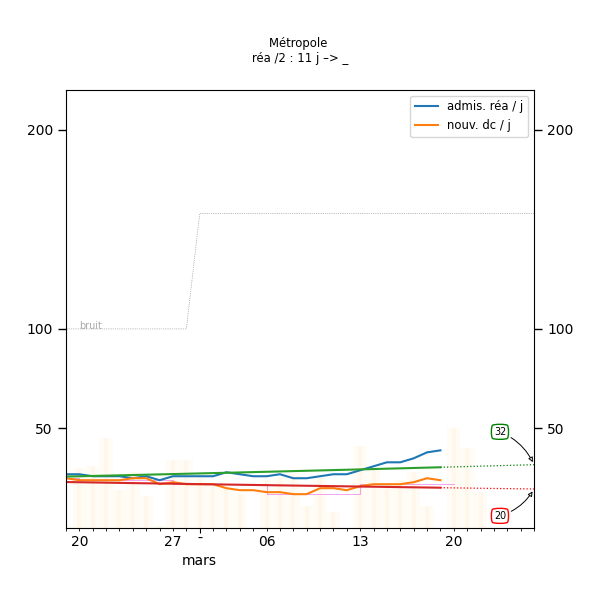 Métropole
réa /2 : 11 j –> _
admis. réa / j
nouv. dc / j
200
200
bruit
100
100
50
50
32
20
20
27
-
06
13
20
mars